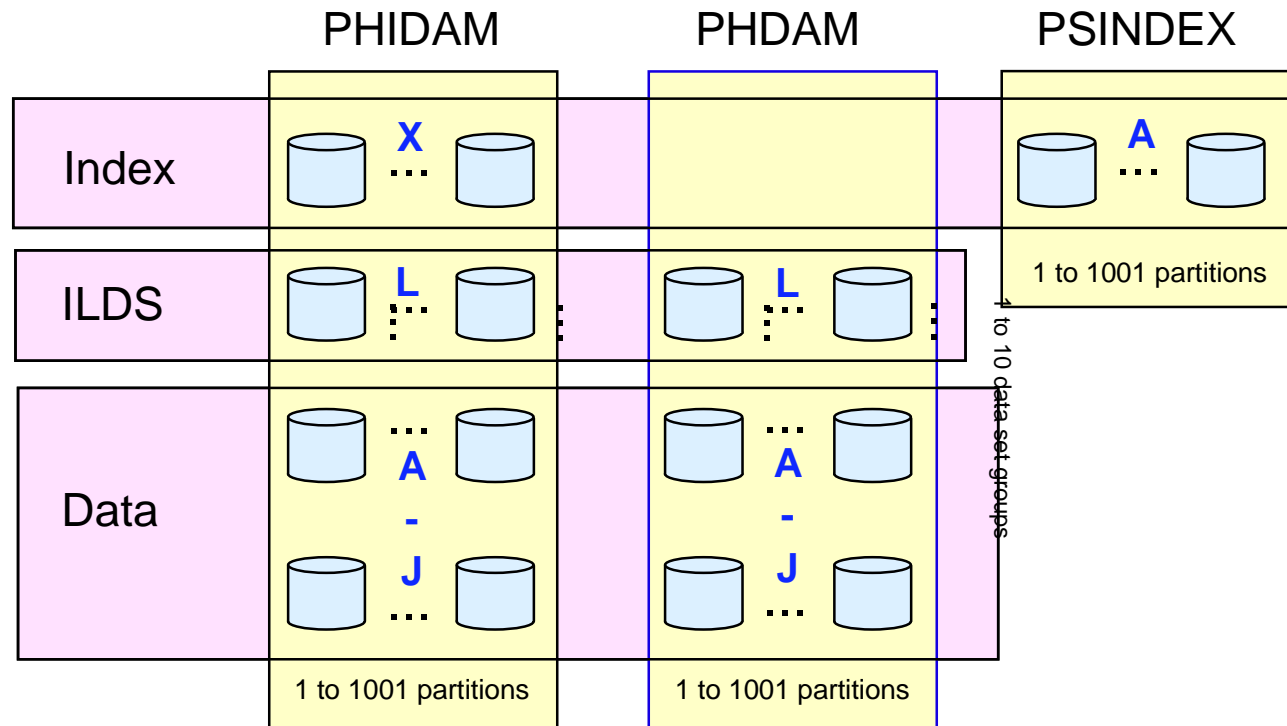 PHIDAM PHDAM PSINDEX
Index
X
...
A
...
1 to 1001 partitions
ILDS
L
...
L
...
Data
...
A
-
J
...
...
A
-
J
...
1 to 10 data set groups
1 to 1001 partitions
1 to 1001 partitions